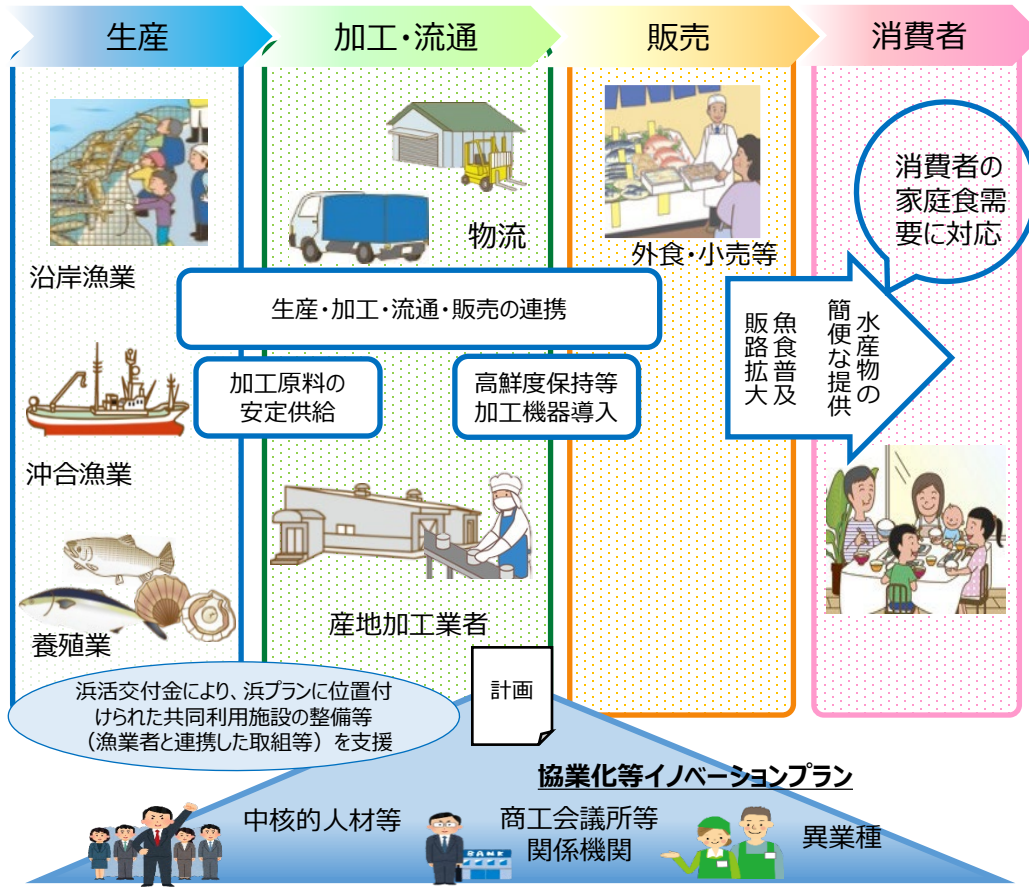 生産
加工・流通
販売
消費者
消費者の
家庭食需
要に対応
物流
外食・小売等
沿岸漁業
生産・加工・流通・販売の連携
加工原料の
安定供給
高鮮度保持等
加工機器導入
水産物の
簡便な提供
魚食普及
販路拡大
沖合漁業
養殖業
産地加工業者
計画
浜活交付金により、浜プランに位置付
けられた共同利用施設の整備等
（漁業者と連携した取組等）を支援
協業化等イノベーションプラン
中核的人材等
BANK
商工会議所等
関係機関
異業種